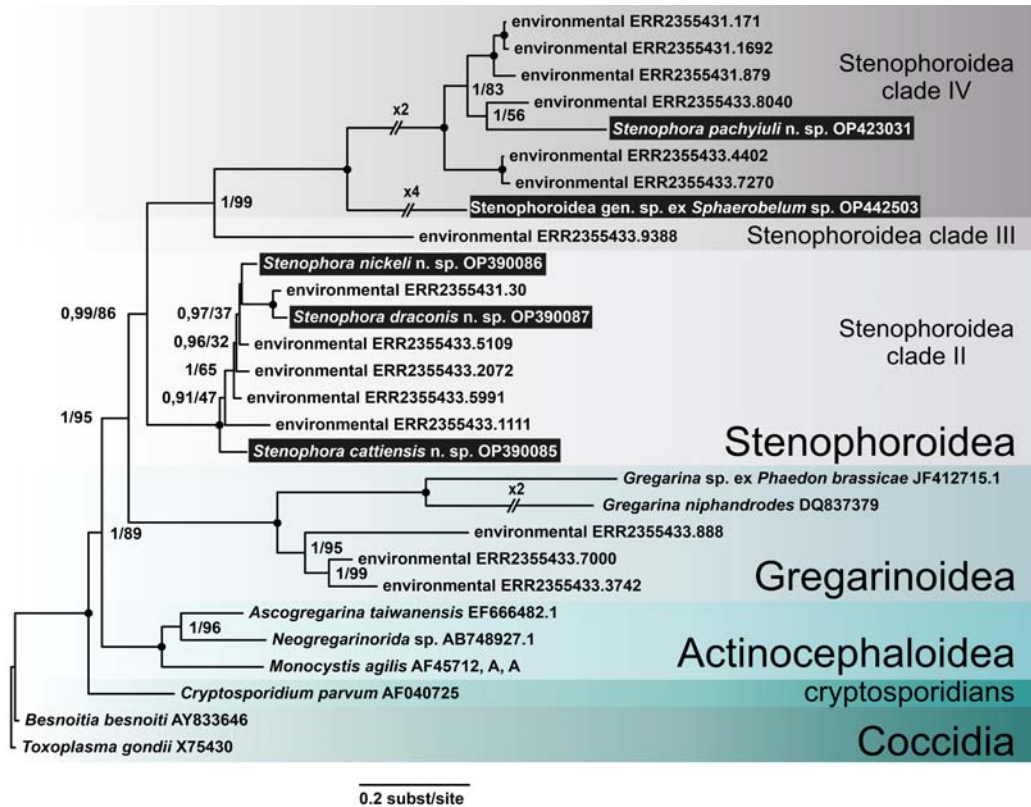 environmental ERR2355431.171
environmental ERR2355431.1692
environmental ERR2355431.879
1/83
environmental ERR2355433.8040
1/56
Stenophora pachyiuli n. sp. OP423031
x2
environmental ERR2355433.4402
environmental ERR2355433.7270
x4
Stenophoroidea gen. sp. ex Sphaerobelum sp. OP442503
Stenophoroidea
clade IV
1/99
environmental ERR2355433.9388
Stenophoroidea clade III
Stenophora nickeli n. sp. OP390086
environmental ERR2355431.30
0,99/86
0,97/37
Stenophora draconis n. sp. OP390087
0,96/32
environmental ERR2355433.5109
1/65
environmental ERR2355433.2072
0,91/47
environmental ERR2355433.5991
environmental ERR2355433.1111
Stenophora cattiensis n. sp. OP390085
Stenophoroidea
clade II
Stenophoroidea
1/95
Gregarina sp. ex Phaedon brassicae JF412715.1
x2
Gregarina niphandrodes DQ837379
1/89
environmental ERR2355433.888
1/95
environmental ERR2355433.7000
1/99
environmental ERR2355433.3742
Gregarinoidea
Ascogregarina taiwanensis EF666482.1
1/96
Neogregarinorida sp. AB748927.1
Monocystis agilis AF45712, A, A
Actinocephaloidea
Cryptosporidium parvum AF040725
cryptosporidians
Besnoitia besnoiti AY833646
Toxoplasma gondii X75430
Coccidia
0.2 subst/site